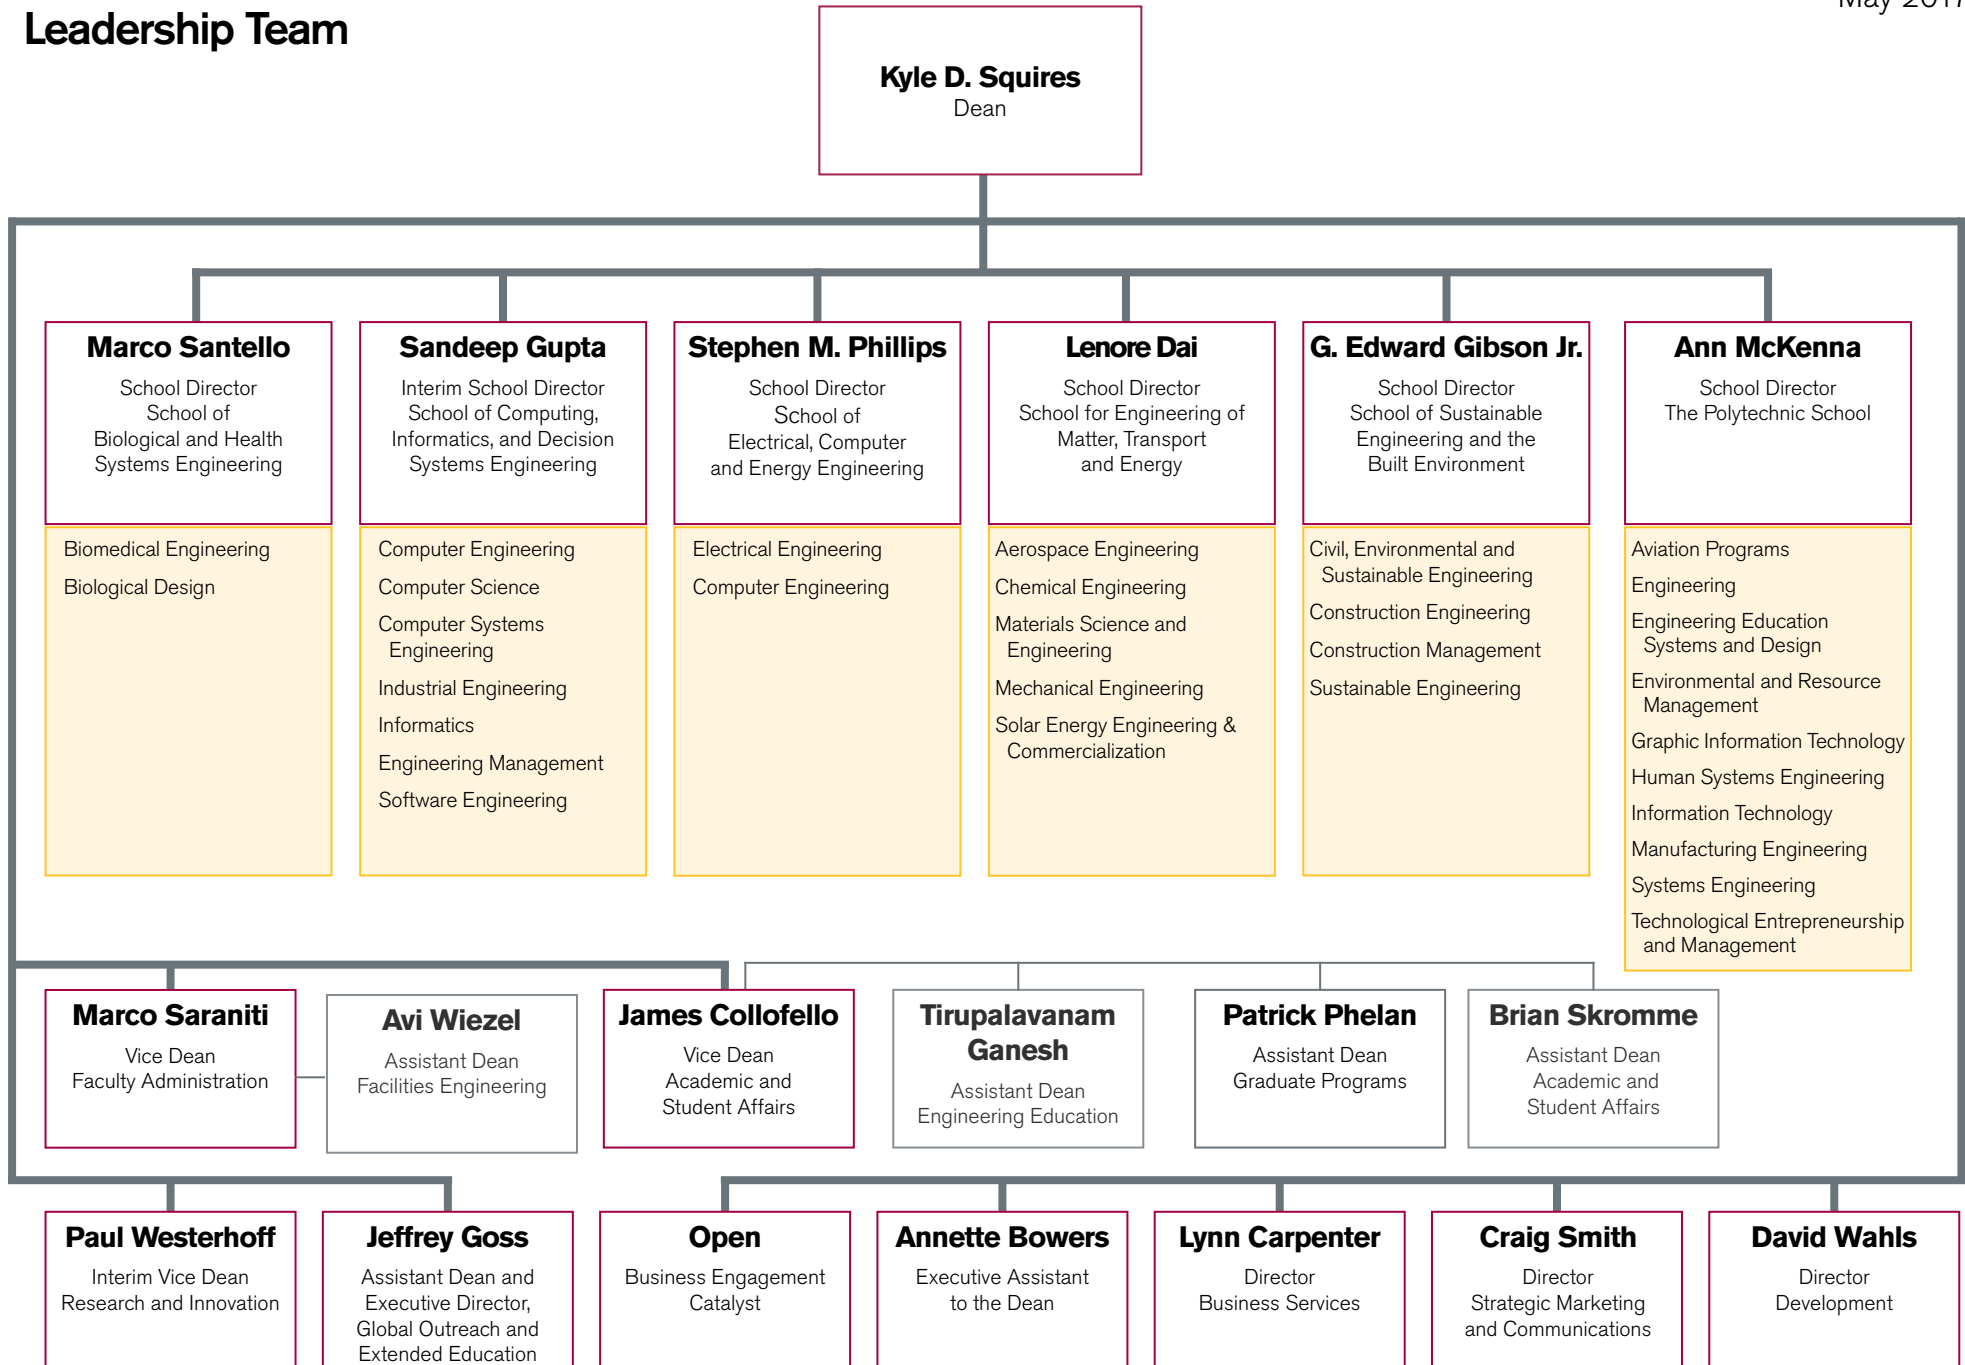 May 2017
Leadership Team
Kyle D. Squires
Dean
Marco Santello
School Director
School of
Biological and Health
Systems Engineering
Sandeep Gupta
Interim School Director
School of Computing,
Informatics, and Decision
Systems Engineering
Stephen M. Phillips
School Director
School of
Electrical, Computer
and Energy Engineering
Lenore Dai
School Director
School for Engineering of
Matter, Transport
and Energy
G. Edward Gibson Jr.
School Director
School of Sustainable
Engineering and the
Built Environment
Ann McKenna
School Director
The Polytechnic School
Biomedical Engineering
Biological Design
Computer Engineering
Computer Science
Computer Systems
Engineering
Industrial Engineering
Informatics
Engineering Management
Software Engineering
Electrical Engineering
Computer Engineering
Aerospace Engineering
Chemical Engineering
Materials Science and
Engineering
Mechanical Engineering
Solar Energy Engineering &
Commercialization
Civil, Environmental and
Sustainable Engineering
Construction Engineering
Construction Management
Sustainable Engineering
Aviation Programs
Engineering
Engineering Education
Systems and Design
Environmental and Resource
Management
Graphic Information Technology
Human Systems Engineering
Information Technology
Manufacturing Engineering
Systems Engineering
Technological Entrepreneurship
and Management
Marco Saraniti
Vice Dean
Faculty Administration
Avi Wiezel
Assistant Dean
Facilities Engineering
James Collofello
Vice Dean
Academic and
Student Affairs
Tirupalavanam
Ganesh
Assistant Dean
Engineering Education
Patrick Phelan
Assistant Dean
Graduate Programs
Brian Skromme
Assistant Dean
Academic and
Student Affairs
Paul Westerhoff
Interim Vice Dean
Research and Innovation
Jeffrey Goss
Assistant Dean and
Executive Director,
Global Outreach and
Extended Education
Open
Business Engagement
Catalyst
Annette Bowers
Executive Assistant
to the Dean
Lynn Carpenter
Director
Business Services
Craig Smith
Director
Strategic Marketing
and Communications
David Wahls
Director
Development